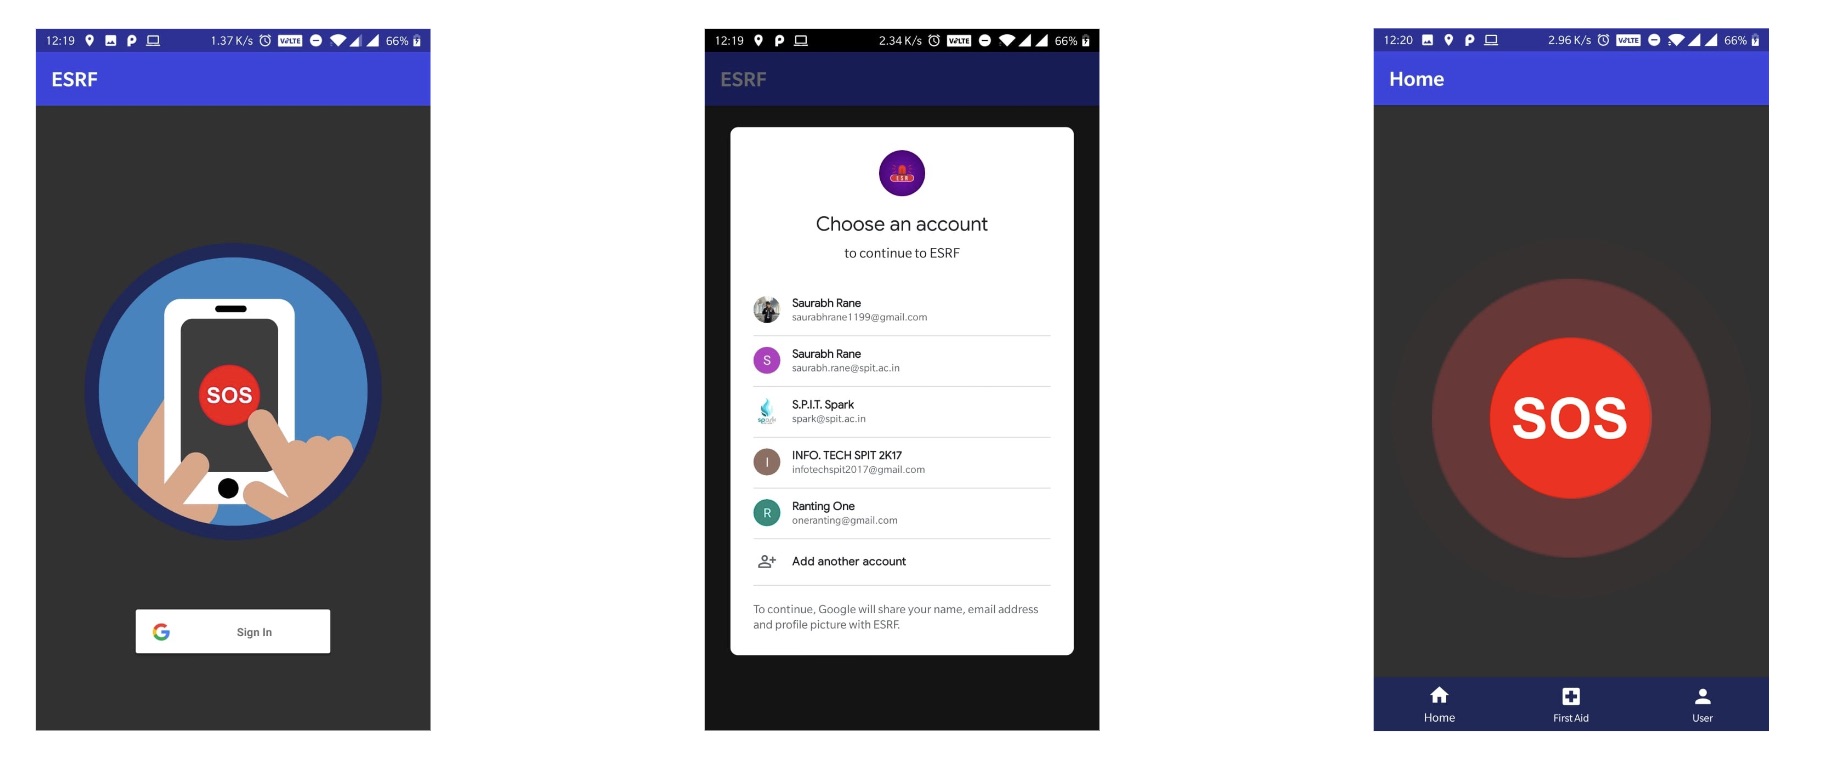 12:19 1.37 K/s VoLTE 66%
ESRF
SOS
G Sign In
12:19 2.34 K/s VoLTE 66%
ESRF
Choose an account
to continue to ESRF
Saurabh Rane
saurabhrane1199@gmail.com
S
Saurabh Rane
saurabh.rane@spit.ac.in
spark
S.P.I.T. Spark
spark@spit.ac.in
I
INFO. TECH SPIT 2K17
infotechspit2017@gmail.com
R
Ranting One
oneranting@gmail.com
Add another account
To continue, Google will share your name, email address
and profile picture with ESRF.
12:20 2.96 K/s VoLTE 66%
Home
SOS
Home First Aid User